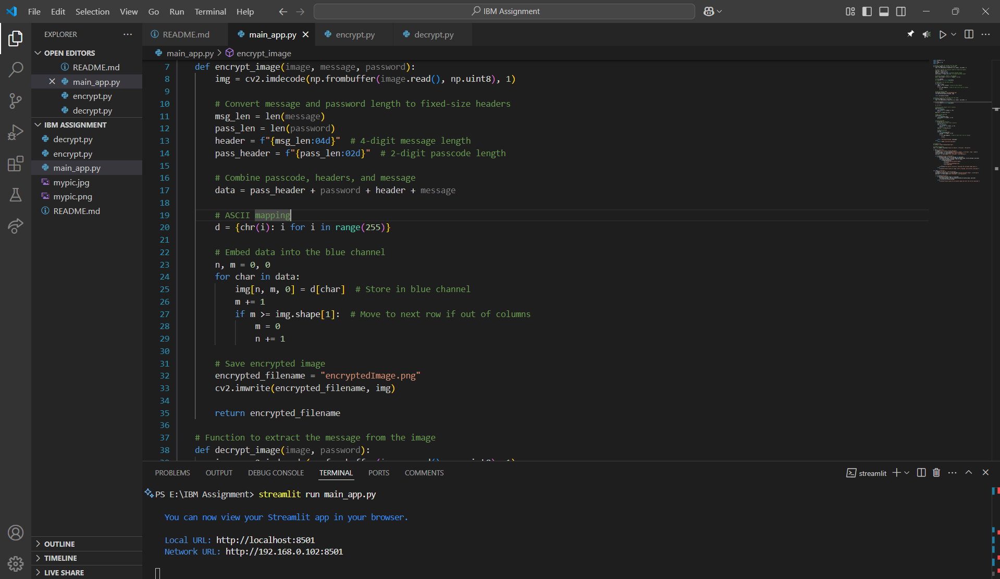 File Edit Selection View Go Run Terminal Help
IBM Assignment
EXPLORER
OPEN EDITORS
README.md
main_app.py
encrypt.py
decrypt.py
IBM ASSIGNMENT
decrypt.py
encrypt.py
main_app.py
mypic.jpg
mypic.png
README.md
OUTLINE
TIMELINE
LIVE SHARE
README.md main_app.py encrypt.py decrypt.py
main_app.py > encrypt_image
7 def encrypt_image(image, message, password):
8 img = cv2.imdecode(np.frombuffer(image.read(), np.uint8), 1)
9
10 # Convert message and password length to fixed-size headers
11 msg_len = len(message)
12 pass_len = len(password)
13 header = f"{msg_len:04d}" # 4-digit message length
14 pass_header = f"{pass_len:02d}" # 2-digit passcode length
15
16 # Combine passcode, headers, and message
17 data = pass_header + password + header + message
18
19 # ASCII mapping
20 d = {chr(i): i for i in range(255)}
21
22 # Embed data into the blue channel
23 n, m = 0, 0
24 for char in data:
25 img[n, m, 0] = d[char] # Store in blue channel
26 m += 1
27 if m >= img.shape[1]: # Move to next row if out of columns
28 m = 0
29 n += 1
30
31 # Save encrypted image
32 encrypted_filename = "encryptedImage.png"
33 cv2.imwrite(encrypted_filename, img)
34
35 return encrypted_filename
36
37 # Function to extract the message from the image
38 def decrypt_image(image, password):
PROBLEMS OUTPUT DEBUG CONSOLE TERMINAL PORTS COMMENTS
streamlit
PS E:\IBM Assignment> streamlit run main_app.py
You can now view your Streamlit app in your browser.
Local URL: http://localhost:8501
Network URL: http://192.168.0.102:8501